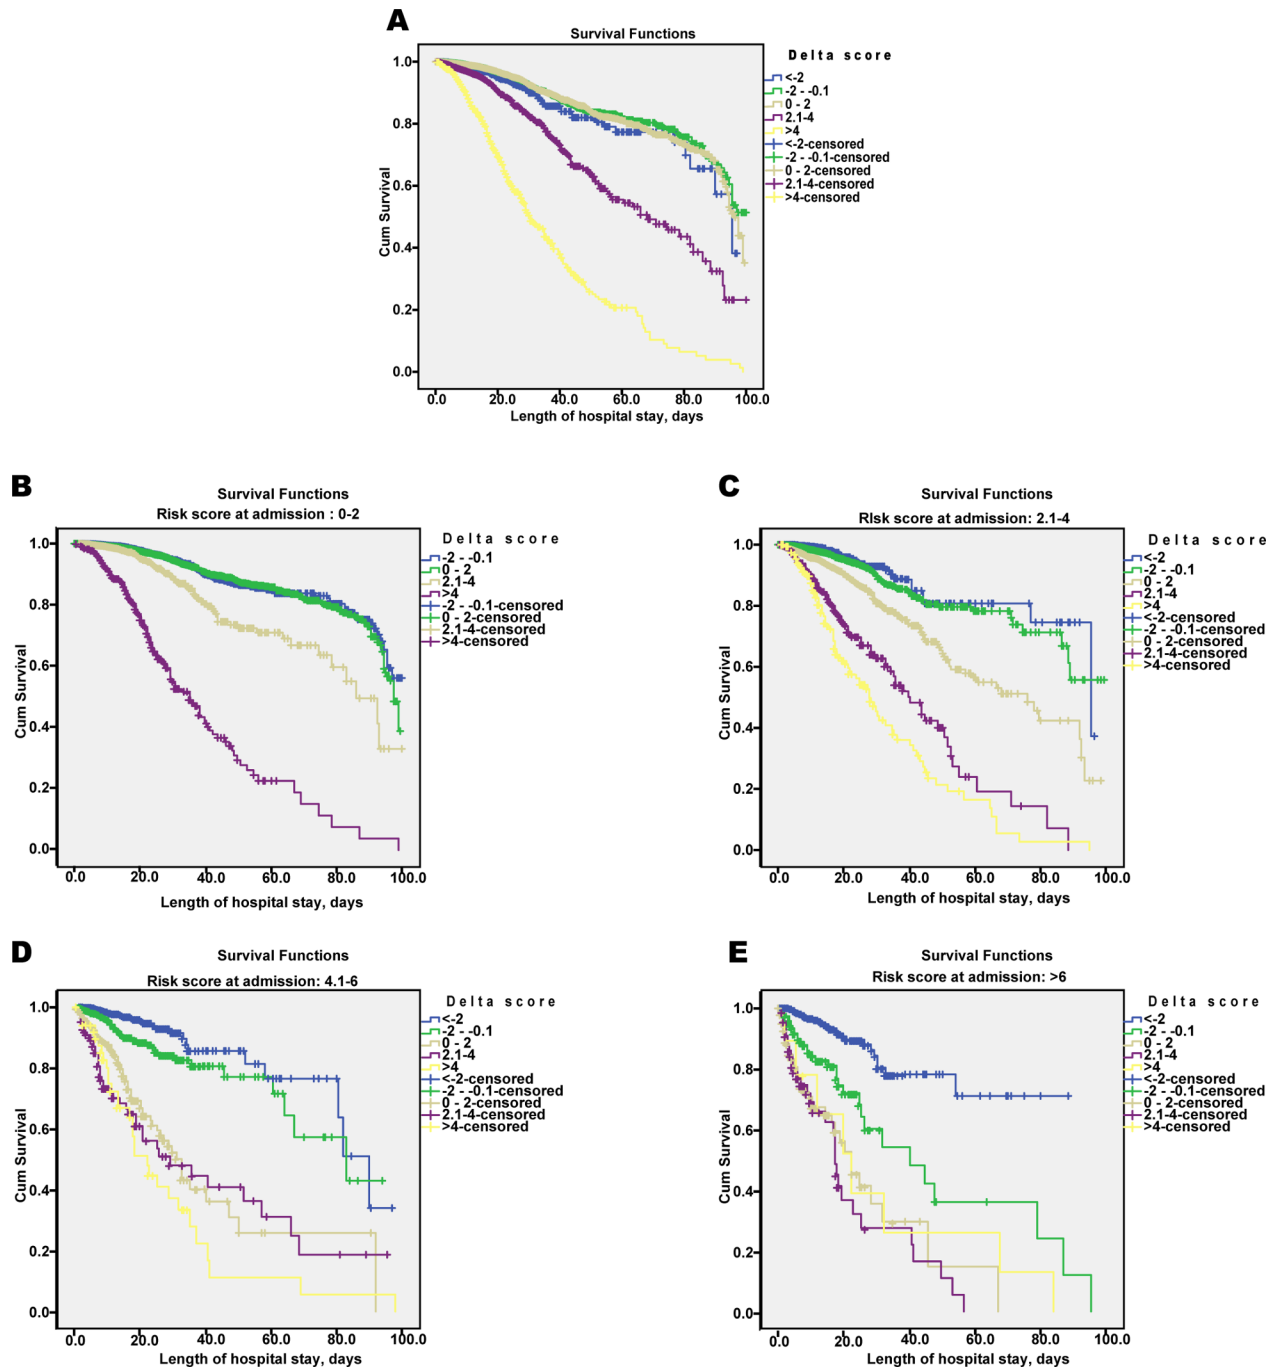 A
Survival Functions
Delta score
<-2
-2 - -0.1
0 - 2
2.1-4
>4
<-2-censored
-2 - -0.1-censored
0 - 2-censored
2.1-4-censored
>4-censored
Cum Survival
1.0
0.8
0.6
0.4
0.2
0.0
0.0 20.0 40.0 60.0 80.0 100.0
Length of hospital stay, days
B
Survival Functions
Risk score at admission : 0-2
Delta score
-2 - -0.1
0 - 2
2.1-4
>4
-2 - -0.1-censored
0 - 2-censored
2.1-4-censored
>4-censored
Cum Survival
1.0
0.8
0.6
0.4
0.2
0.0
0.0 20.0 40.0 60.0 80.0 100.0
Length of hospital stay, days
C
Survival Functions
RIsk score at admission: 2.1-4
Delta score
<-2
-2 - -0.1
0 - 2
2.1-4
>4
<-2-censored
-2 - -0.1-censored
0 - 2-censored
2.1-4-censored
>4-censored
Cum Survival
1.0
0.8
0.6
0.4
0.2
0.0
0.0 20.0 40.0 60.0 80.0 100.0
Length of hospital stay, days
D
Survival Functions
Risk score at admission: 4.1-6
Delta score
<-2
-2 - -0.1
0 - 2
2.1-4
>4
<-2-censored
-2 - -0.1-censored
0 - 2-censored
2.1-4-censored
>4-censored
Cum Survival
1.0
0.8
0.6
0.4
0.2
0.0
0.0 20.0 40.0 60.0 80.0 100.0
Length of hospital stay, days
E
Survival Functions
Risk score at admission: >6
Delta score
<-2
-2 - -0.1
0 - 2
2.1-4
>4
<-2-censored
-2 - -0.1-censored
0 - 2-censored
2.1-4-censored
>4-censored
Cum Survival
1.0
0.8
0.6
0.4
0.2
0.0
0.0 20.0 40.0 60.0 80.0 100.0
Length of hospital stay, days